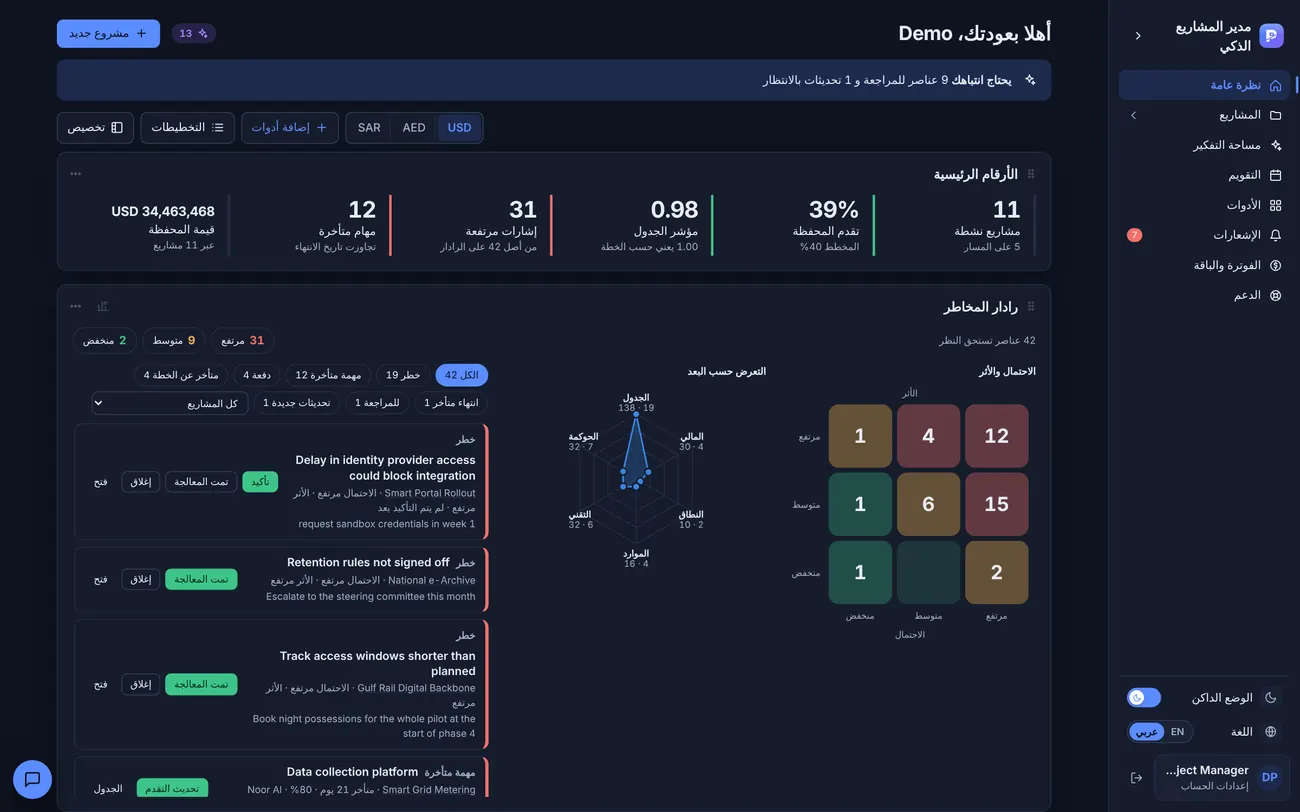 مدير المشاريع
الذكي
نظرة عامة
المشاريع
مساحة التفكير
التقويم
الأدوات
الإشعارات
7
الفوترة والباقة
الدعم
الوضع الداكن
اللغة
عربي EN
DP
...ject Manager
إعدادات الحساب
أهلا بعودتك، Demo
13
+ مشروع جديد
يحتاج انتباهك 9 عناصر للمراجعة و 1 تحديثات بالانتظار
USD AED SAR
+ إضافة أدوات
التخطيطات
تخصيص
الأرقام الرئيسية
11
مشاريع نشطة
5 على المسار
39%
تقدم المحفظة
المخطط 40%
0.98
مؤشر الجدول
1.00 يعني حسب الخطة
31
إشارات مرتفعة
من أصل 42 على الرادار
12
مهام متأخرة
تجاوزت تاريخ الانتهاء
USD 34,463,468
قيمة المحفظة
عبر 11 مشاريع
رادار المخاطر
42 عناصر تستحق النظر
31 مرتفع
9 متوسط
2 منخفض
الاحتمال والأثر
الأثر
12 4 1 مرتفع
15 6 1 متوسط
2 1 منخفض
مرتفع متوسط منخفض
الاحتمال
التعرض حسب البعد
الجدول
19 · 138
المالي
4 · 30
النطاق
2 · 10
الموارد
4 · 16
التقني
6 · 32
الحوكمة
7 · 32
الكل 42
خطر 19
مهمة متأخرة 12
دفعة 4
متأخر عن الخطة 4
انتهاء متأخر 1
للمراجعة 1
تحديثات جديدة 1
كل المشاريع
خطر
Delay in identity provider access
could block integration
Smart Portal Rollout · الاحتمال مرتفع · الأثر
مرتفع · لم يتم التأكيد بعد
request sandbox credentials in week 1
تأكيد
تمت المعالجة
إغلاق
فتح
خطر Retention rules not signed off
National e-Archive · الاحتمال مرتفع · الأثر مرتفع
Escalate to the steering committee this month
تمت المعالجة
إغلاق
فتح
خطر
Track access windows shorter than
planned
Gulf Rail Digital Backbone · الاحتمال مرتفع · الأثر
مرتفع
Book night possessions for the whole pilot at the
start of phase 4
تمت المعالجة
إغلاق
فتح
مهمة متأخرة Data collection platform
Smart Grid Metering · متأخر 21 يوم · 80% · Noor Al
تحديث التقدم
الجدول